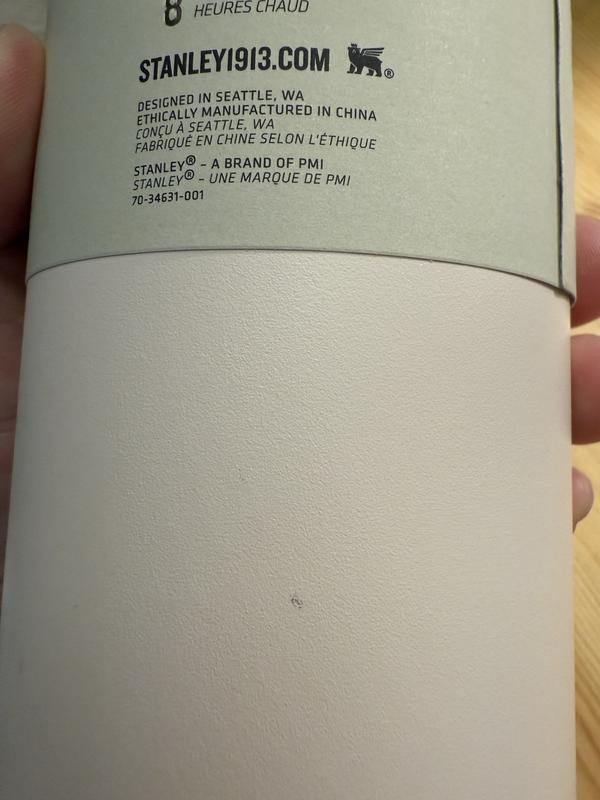 8 HEURES CHAUD
STANLEY1913.COM ®
DESIGNED IN SEATTLE, WA
ETHICALLY MANUFACTURED IN CHINA
CONÇU À SEATTLE, WA
FABRIQUÉ EN CHINE SELON L'ÉTHIQUE
STANLEY® – A BRAND OF PMI
STANLEY® – UNE MARQUE DE PMI
70-34631-001